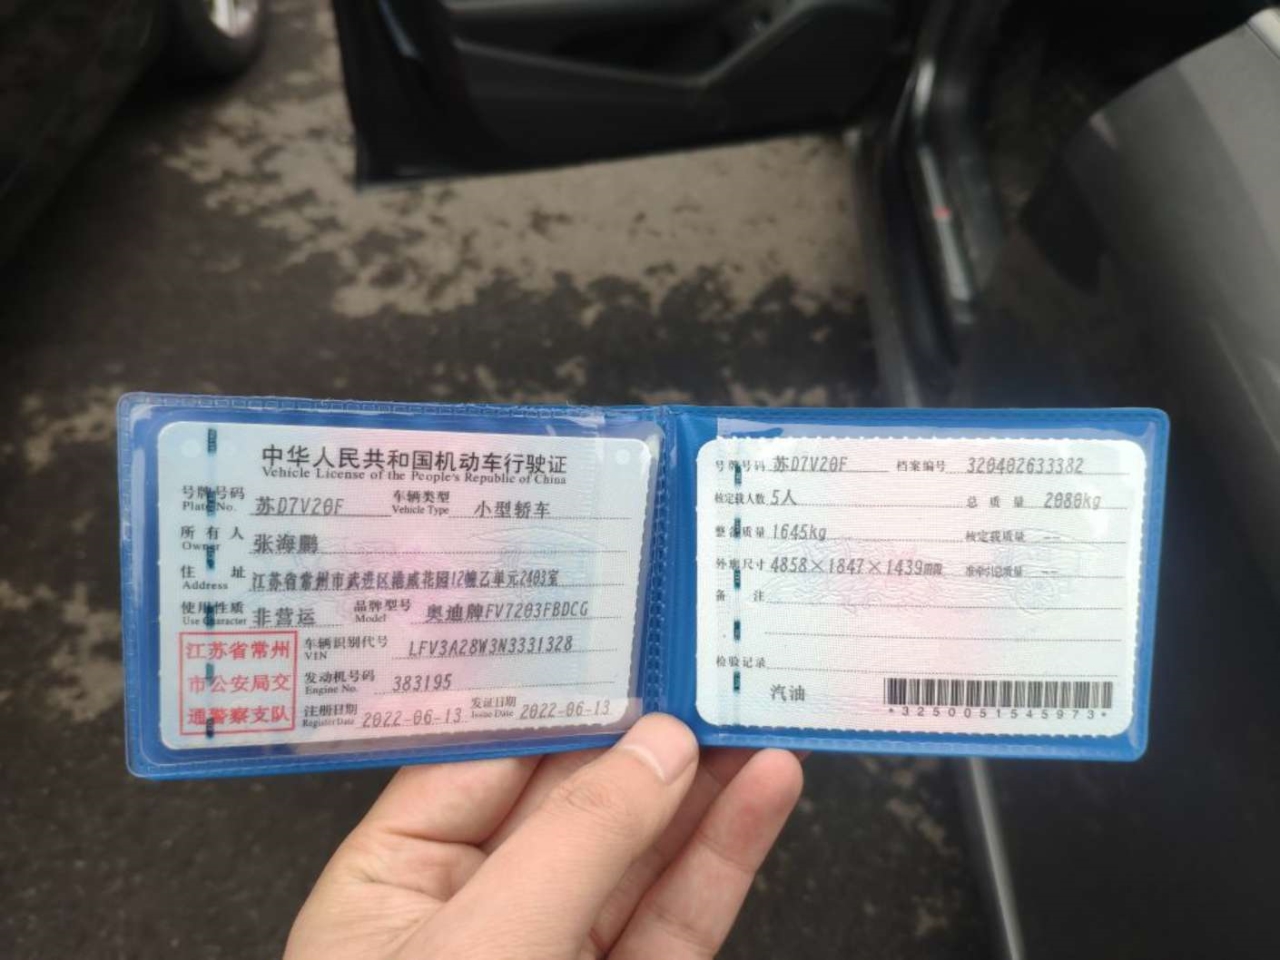 中华人民共和国机动车行驶证
Vehicle License of the People's Republic of China
号牌号码 苏D7V20F 车辆类型 小型轿车
Plate No. Vehicle Type
所有人 张海鹏
Owner
住址 江苏省常州市武进区港威花园12幢乙单元2403室
Address
使用性质 非营运 品牌型号 奥迪牌FV7203FBDCG
Use Character Model
江苏省常州
市公安局交
通警察支队
车辆识别代号 LFV3A28W3N3331328
VIN
发动机号码 383195
Engine No.
注册日期 2022-06-13 发证日期 2022-06-13
Register Date Issue Date
号牌号码 苏D7V20F 档案编号 320402633382
核定载人数 5人 总质量 2080kg
整备质量 1645kg 核定载质量 --
外廓尺寸 4858×1847×1439mm 准牵引总质量 --
备注
检验记录
汽油
*3250051545973*